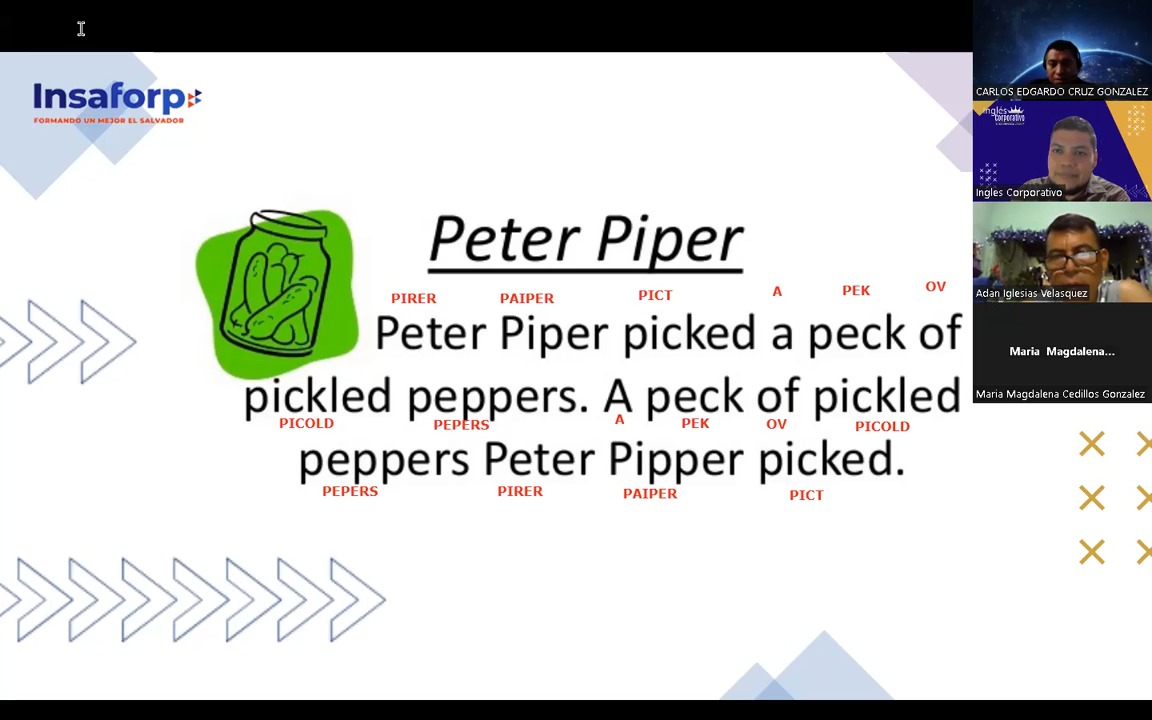 Insaforp
FORMANDO UN MEJOR EL SALVADOR
Peter Piper
PIRER PAIPER PICT A PEK OV
Peter Piper picked a peck of
pickled peppers. A peck of pickled
PICOLD PEPERS A PEK OV PICOLD
peppers Peter Pipper picked.
PEPERS PIRER PAIPER PICT
CARLOS EDGARDO CRUZ GONZALEZ
inglés
corporativo
Ingles Corporativo
Adan Iglesias Velasquez
Maria Magdalena...
Maria Magdalena Cedillos Gonzalez